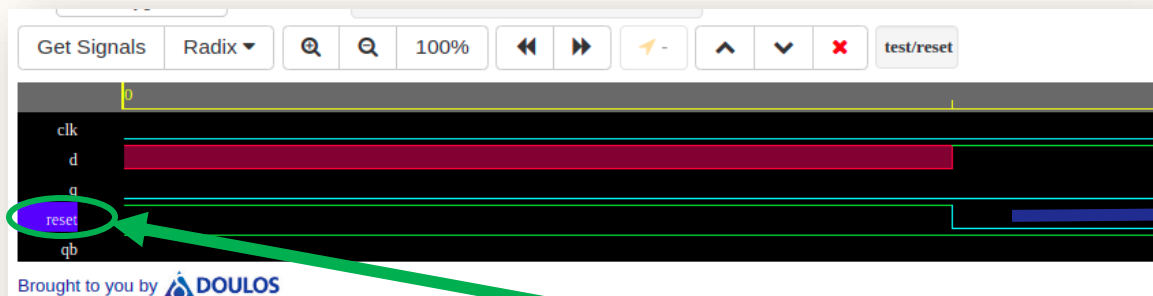 Get Signals Radix 100% - test/reset
0
clk
d
q
reset
qb
Brought to you by DOULOS